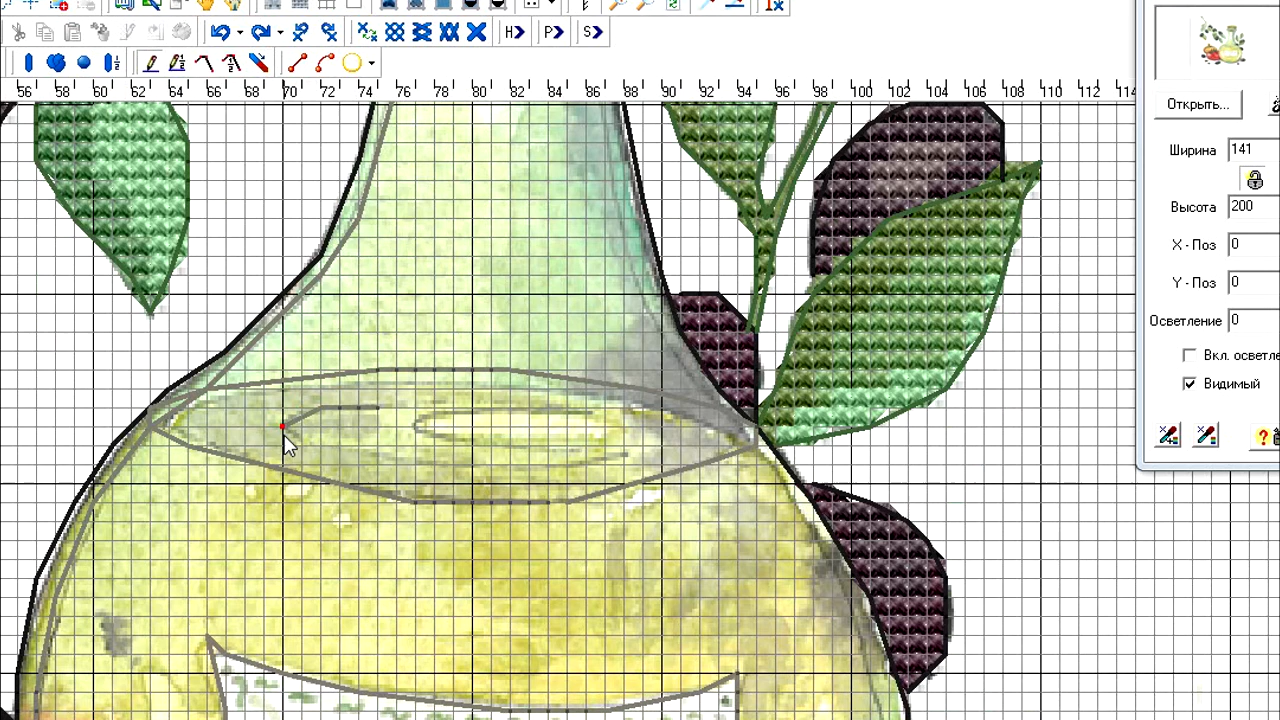 H P S
56 58 60 62 64 66 68 70 72 74 76 78 80 82 84 86 88 90 92 94 96 98 100 102 104 106 108 110 112 114
Открыть...
Ширина 141
Высота 200
X - Поз 0
Y - Поз 0
Осветление 0
Вкл. осветле
Видимый